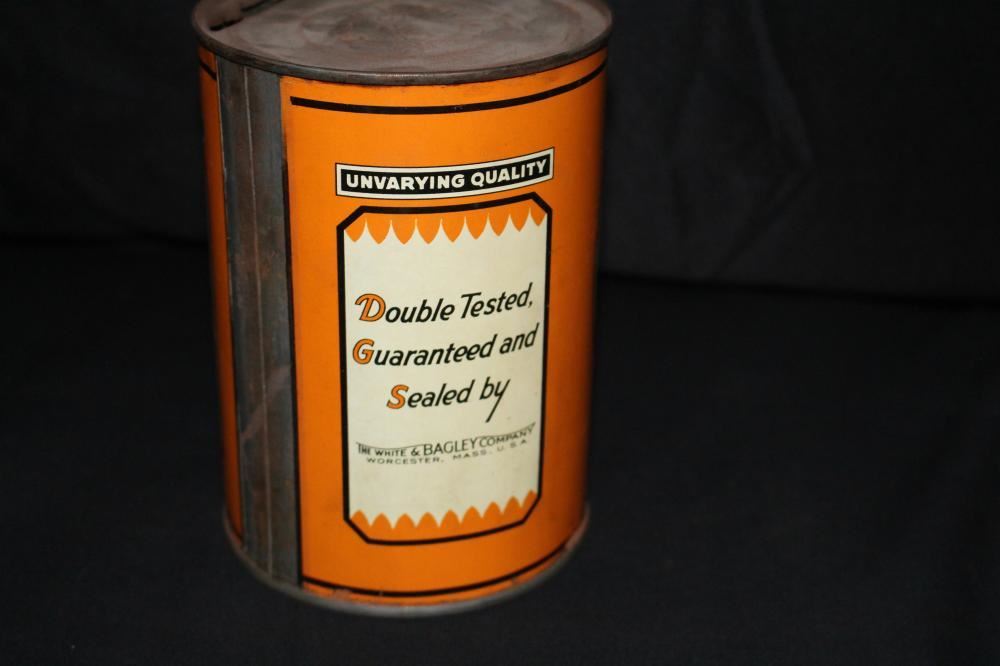 UNVARYING QUALITY
Double Tested,
Guaranteed and
Sealed by
THE WHITE & BAGLEY COMPANY
WORCESTER, MASS. U.S.A.